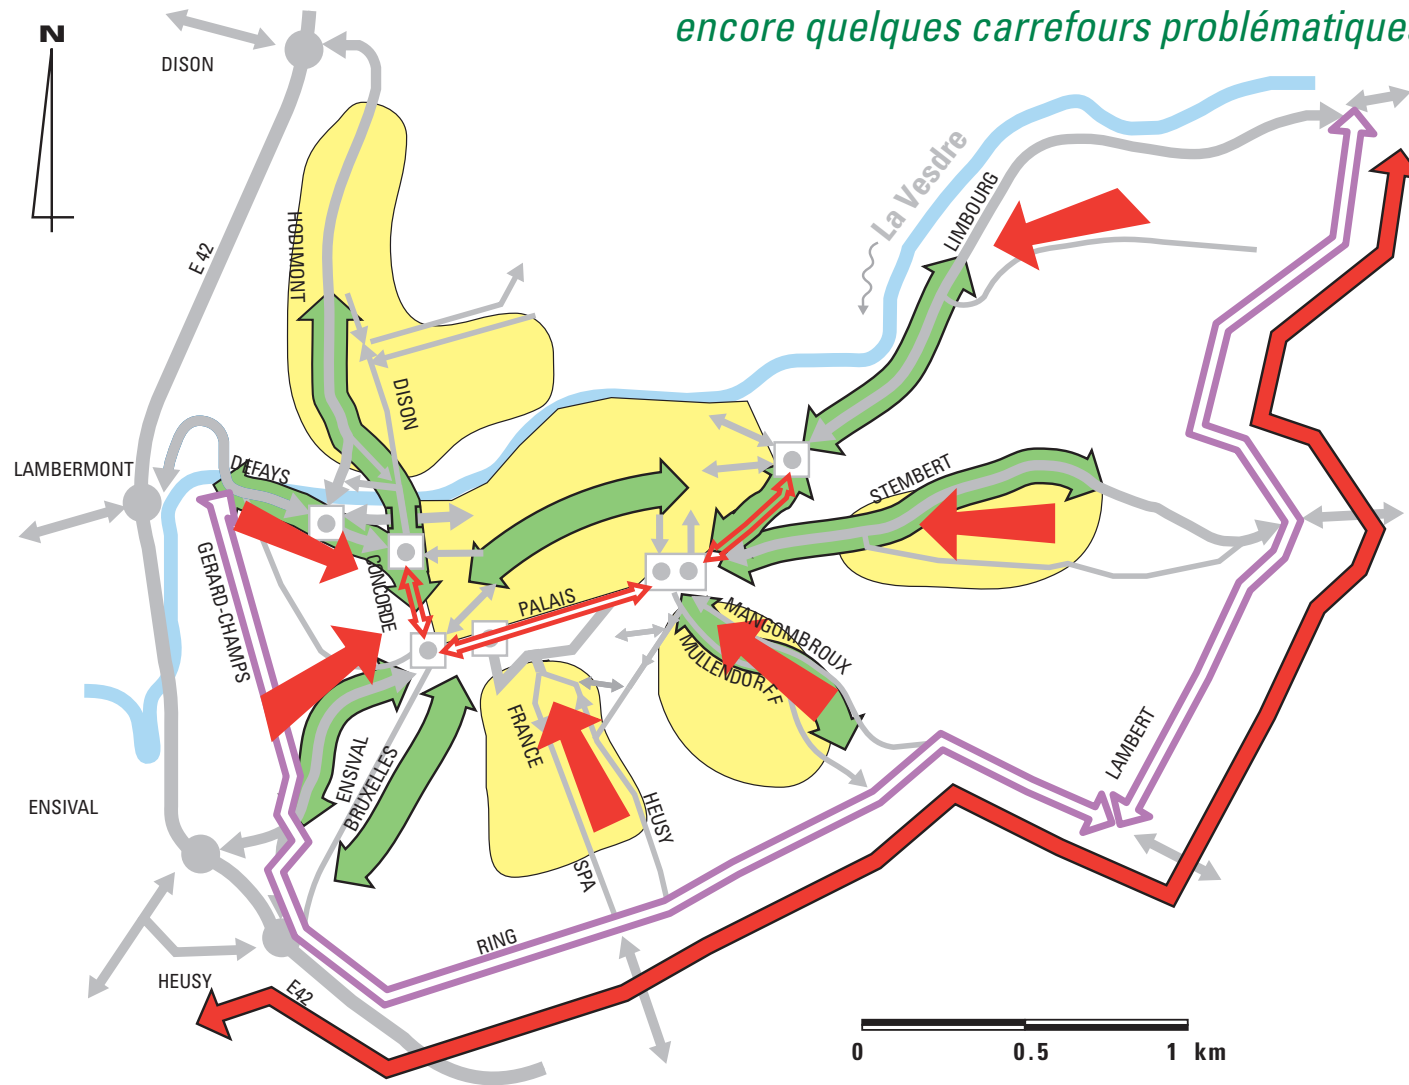 encore quelques carrefours problématiques
N
DISON
E 42
HODIMONT
La Vesdre
LIMBOURG
DISON
LAMBERMONT
DEFAYS
STEMBERT
GERARD-CHAMPS
CONCORDE
PALAIS
MANGOMBROUX
MULLENDORFF
FRANCE
ENSIVAL
BRUXELLES
HEUSY
LAMBERT
ENSIVAL
SPA
RING
HEUSY
E42
0 0.5 1 km